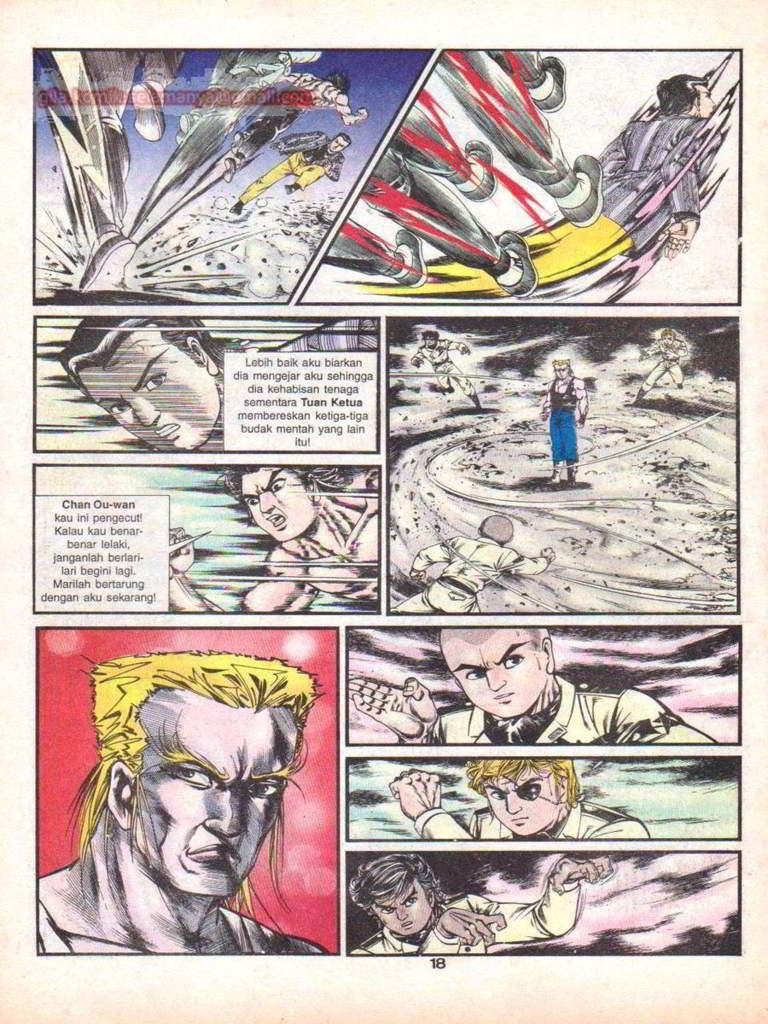 gila.komikselamanya@gmail.com
Lebih baik aku biarkan
dia mengejar aku sehingga
dia kehabisan tenaga
sementara Tuan Ketua
membereskan ketiga-tiga
budak mentah yang lain
itu!
Chan Ou-wan
kau ini pengecut!
Kalau kau benar-
benar lelaki,
janganlah berlari-
lari begini lagi.
Marilah bertarung
dengan aku sekarang!
18